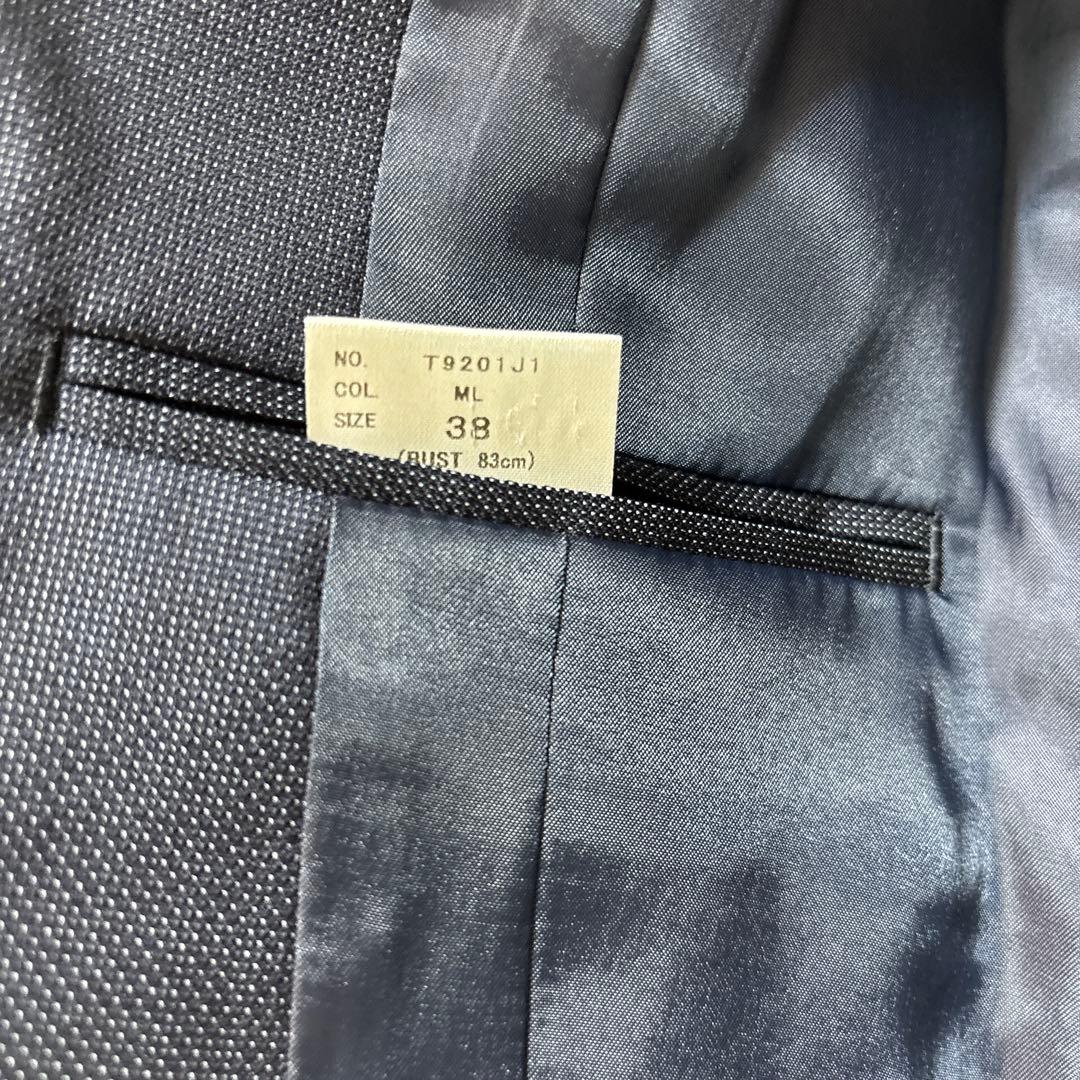 NO. T9201J1
COL. ML
SIZE 38
(BUST 83cm)